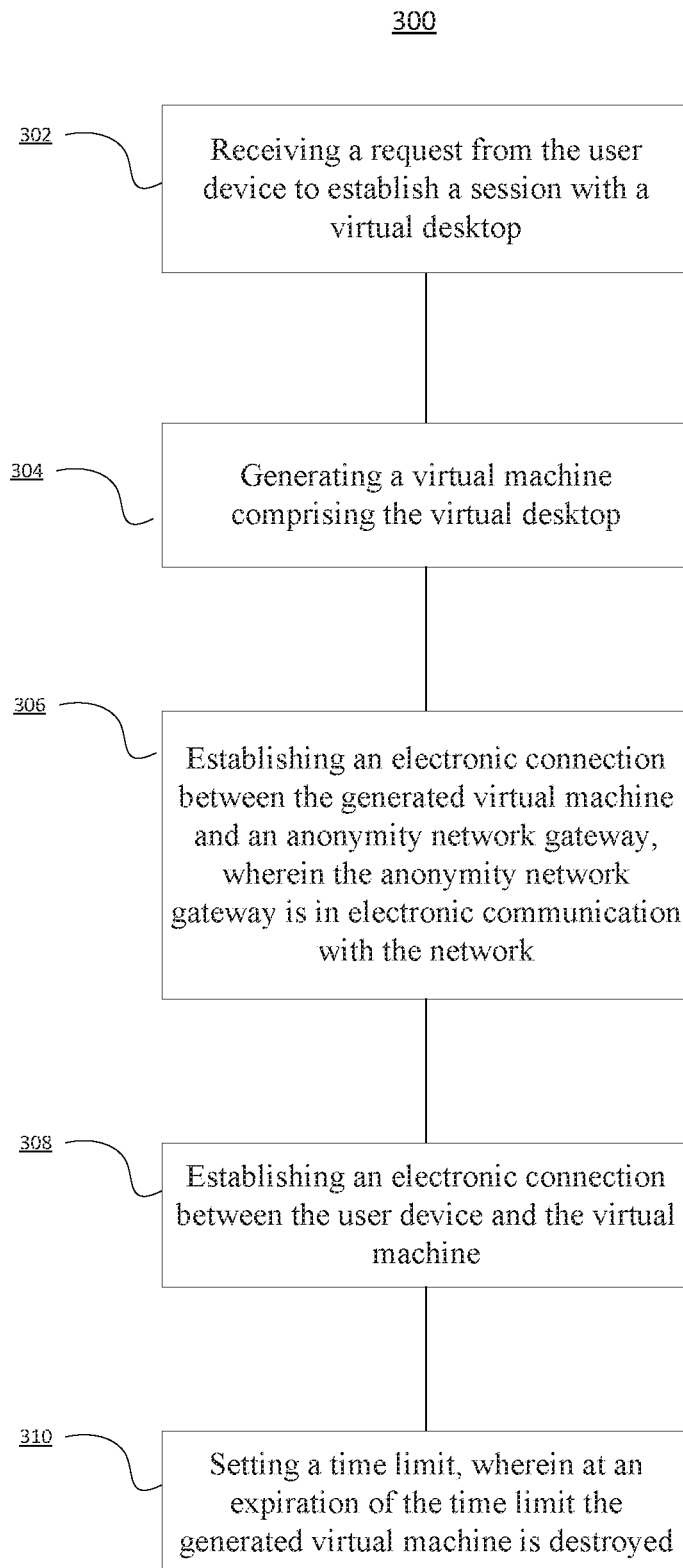 300
302
Receiving a request from the user
device to establish a session with a
virtual desktop
304
Generating a virtual machine
comprising the virtual desktop
306
Establishing an electronic connection
between the generated virtual machine
and an anonymity network gateway,
wherein the anonymity network
gateway is in electronic communication
with the network
308
Establishing an electronic connection
between the user device and the virtual
machine
310
Setting a time limit, wherein at an
expiration of the time limit the
generated virtual machine is destroyed